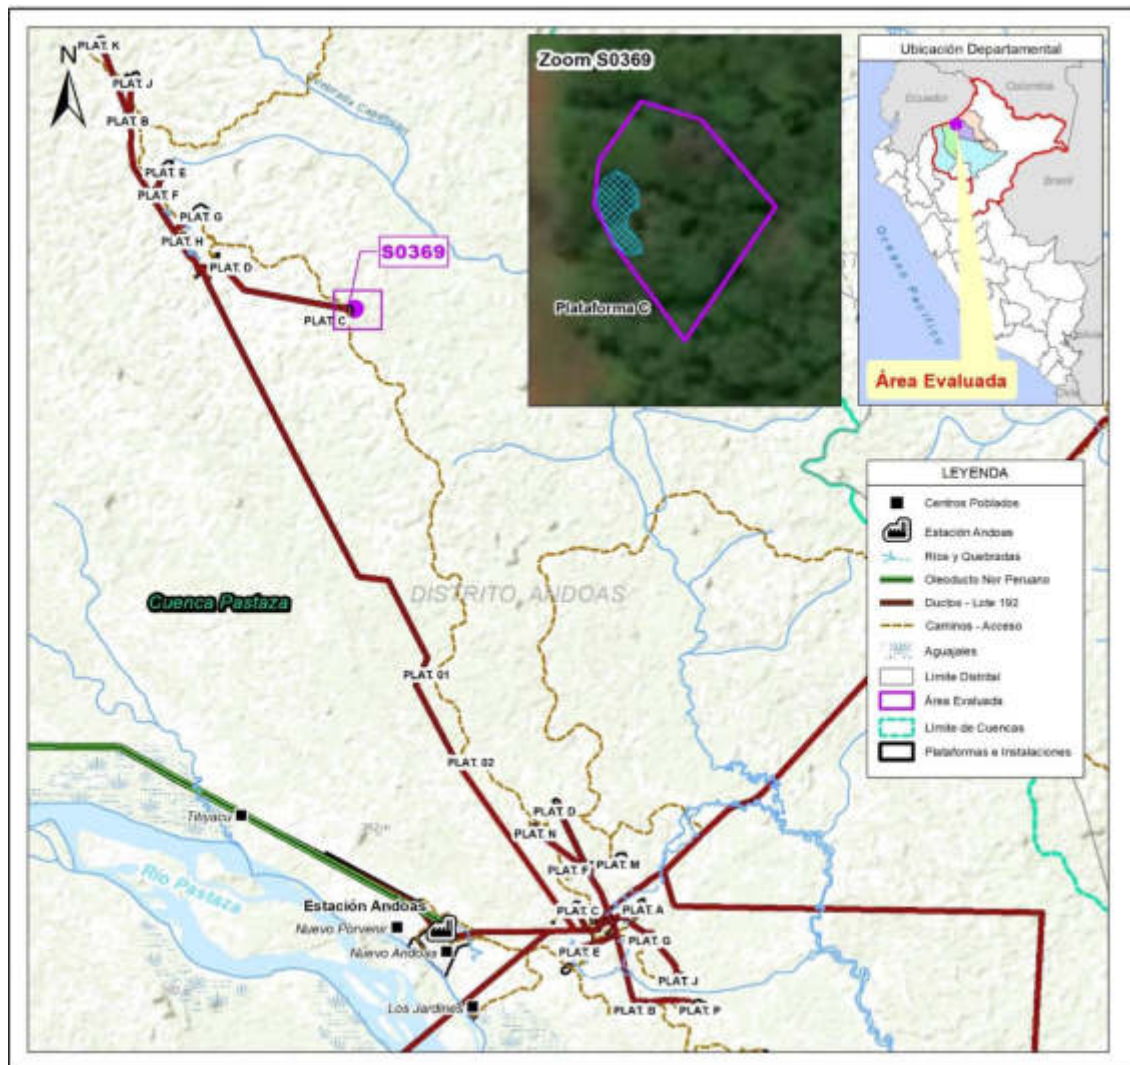 N
PLAT. K
PLAT. J
PLAT. B
PLAT. E
PLAT. F
PLAT. G
PLAT. H
PLAT. D
S0369
PLAT. C
Zoom S0369
Plataforma C
Ubicación Departamental
Ecuador
Colombia
Brasil
Oceano Pacífico
Área Evaluada
LEYENDA
Centros Poblados
Estación Andoas
Ríos y Quebradas
Oleoducto Nor Peruano
Ductos - Lote 192
Caminos - Acceso
Aguajales
Limite Distrital
Área Evaluada
Límite de Cuencas
Plataformas e Instalaciones
Cuenca Pastaza
DISTRITO, ANDOAS
PLAT. 01
PLAT. 02
PLAT. D
PLAT. N
PLAT. F
PLAT. M
Titiyacu
Río Pastaza
Estación Andoas
Nuevo Porvenir
Nuevo Andoas
Los Jardines
PLAT. C
PLAT. A
PLAT. E
PLAT. G
PLAT. J
PLAT. B
PLAT. P